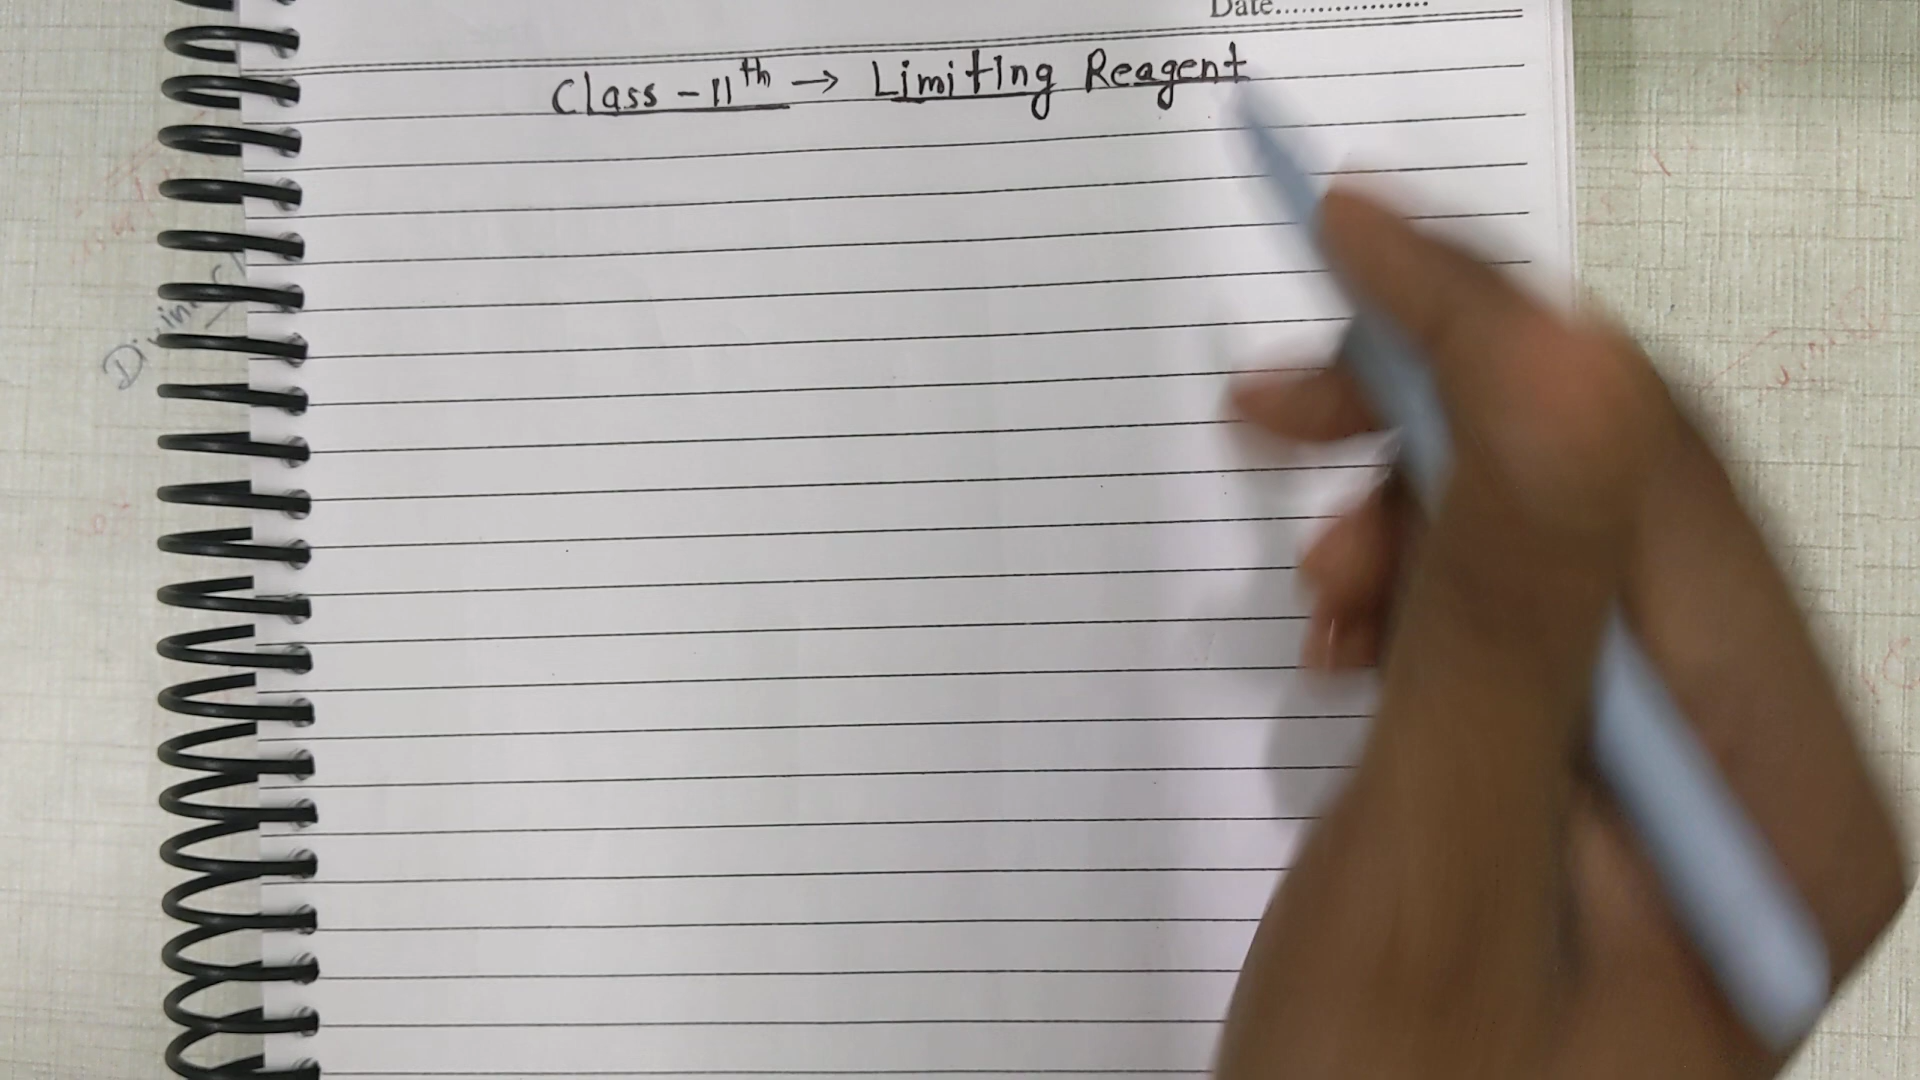 Date..................
Class - 11th → Limiting Reagent